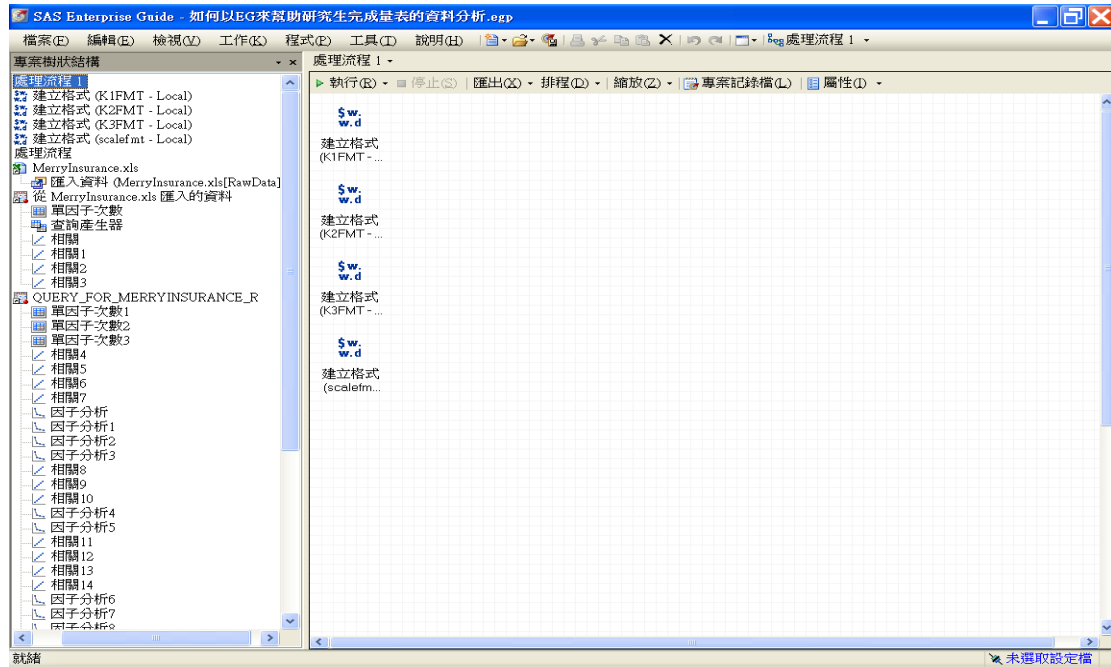 SAS Enterprise Guide - 如何以EG來幫助研究生完成量表的資料分析.egp
檔案(F) 編輯(E) 檢視(V) 工作(K) 程式(P) 工具(T) 說明(H) 處理流程 1
專案樹狀結構
處理流程 1
建立格式 (K1FMT - Local)
建立格式 (K2FMT - Local)
建立格式 (K3FMT - Local)
建立格式 (scalefmt - Local)
處理流程
MerryInsurance.xls
匯入資料 (MerryInsurance.xls[RawData]
從 MerryInsurance.xls 匯入的資料
單因子次數
查詢產生器
相關
相關1
相關2
相關3
QUERY_FOR_MERRYINSURANCE_R
單因子次數1
單因子次數2
單因子次數3
相關4
相關5
相關6
相關7
因子分析
因子分析1
因子分析2
因子分析3
相關8
相關9
相關10
因子分析4
因子分析5
相關11
相關12
相關13
相關14
因子分析6
因子分析7
因子分析8
處理流程 1
執行(R) 停止(S) 匯出(X) 排程(D) 縮放(Z) 專案記錄檔(L) 屬性(I)
$w.
w.d
建立格式
(K1FMT - ...
$w.
w.d
建立格式
(K2FMT - ...
$w.
w.d
建立格式
(K3FMT - ...
$w.
w.d
建立格式
(scalefm...
就緒
未選取設定檔